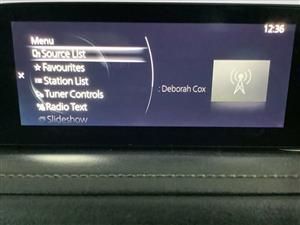 12:36
Menu
Source List
Favourites
Station List
Tuner Controls
: Deborah Cox
Radio Text
Slideshow